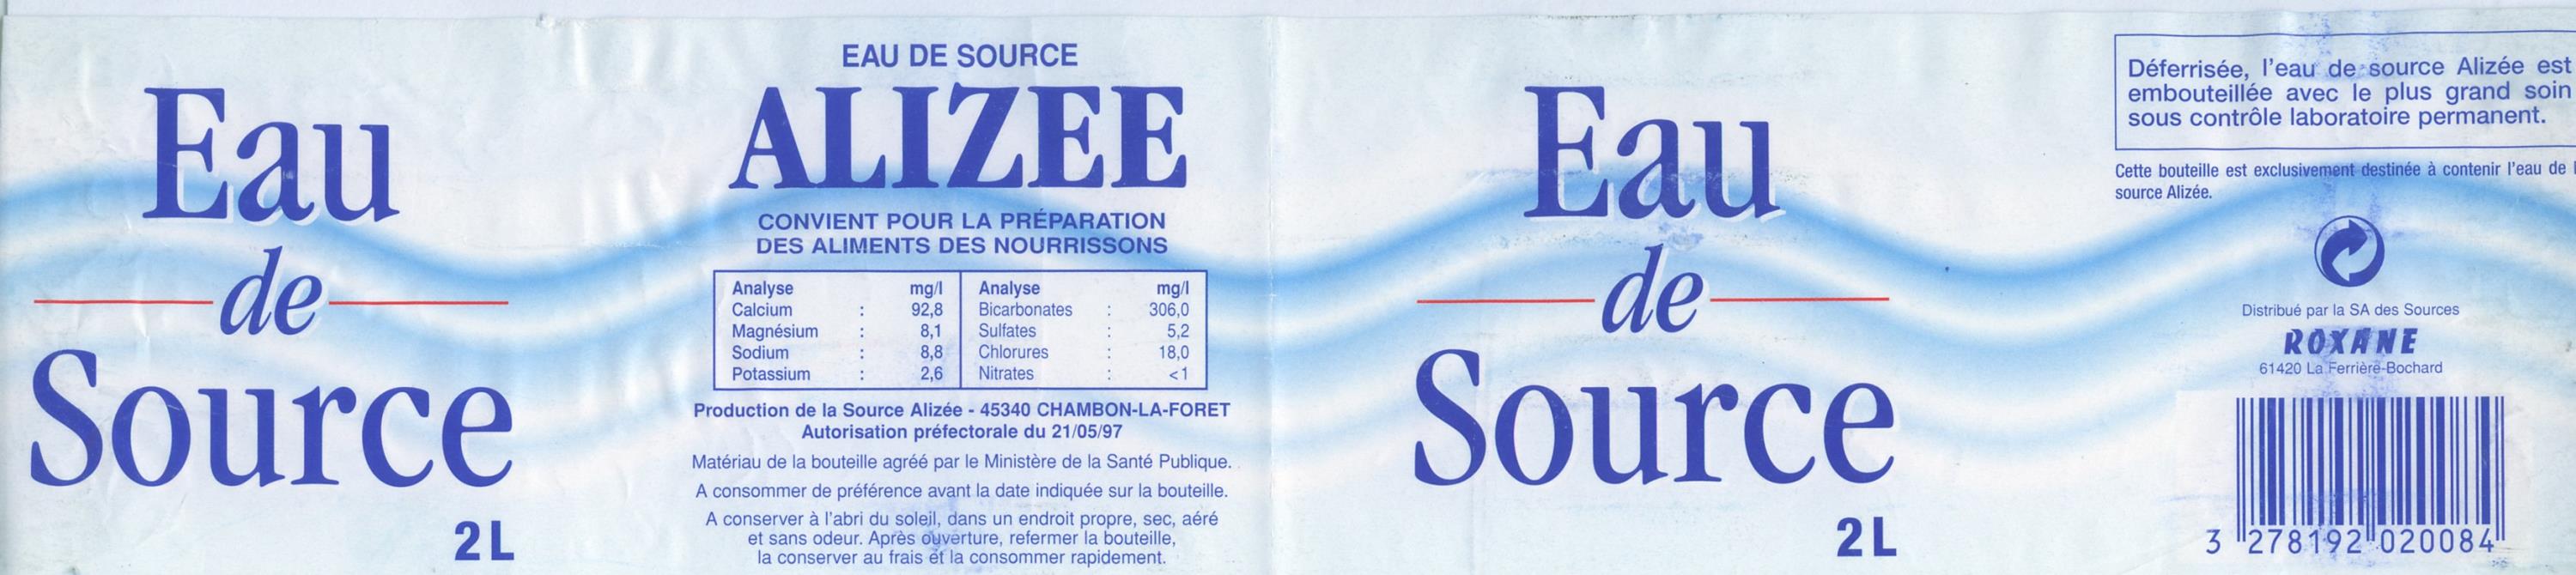 Eau
de
Source
2L
EAU DE SOURCE
ALIZEE
CONVIENT POUR LA PRÉPARATION
DES ALIMENTS DES NOURRISSONS
Analyse mg/l Analyse mg/l
Calcium : 92,8 Bicarbonates : 306,0
Magnésium : 8,1 Sulfates : 5,2
Sodium : 8,8 Chlorures : 18,0
Potassium : 2,6 Nitrates : <1
Production de la Source Alizée - 45340 CHAMBON-LA-FORET
Autorisation préfectorale du 21/05/97
Matériau de la bouteille agréé par le Ministère de la Santé Publique.
A consommer de préférence avant la date indiquée sur la bouteille.
A conserver à l'abri du soleil, dans un endroit propre, sec, aéré
et sans odeur. Après ouverture, refermer la bouteille,
la conserver au frais et la consommer rapidement.
Eau
de
Source
2L
Déferrisée, l'eau de source Alizée est
embouteillée avec le plus grand soin
sous contrôle laboratoire permanent.
Cette bouteille est exclusivement destinée à contenir l'eau de
source Alizée.
Distribué par la SA des Sources
ROXANE
61420 La Ferrière-Bochard
3 278192 020084